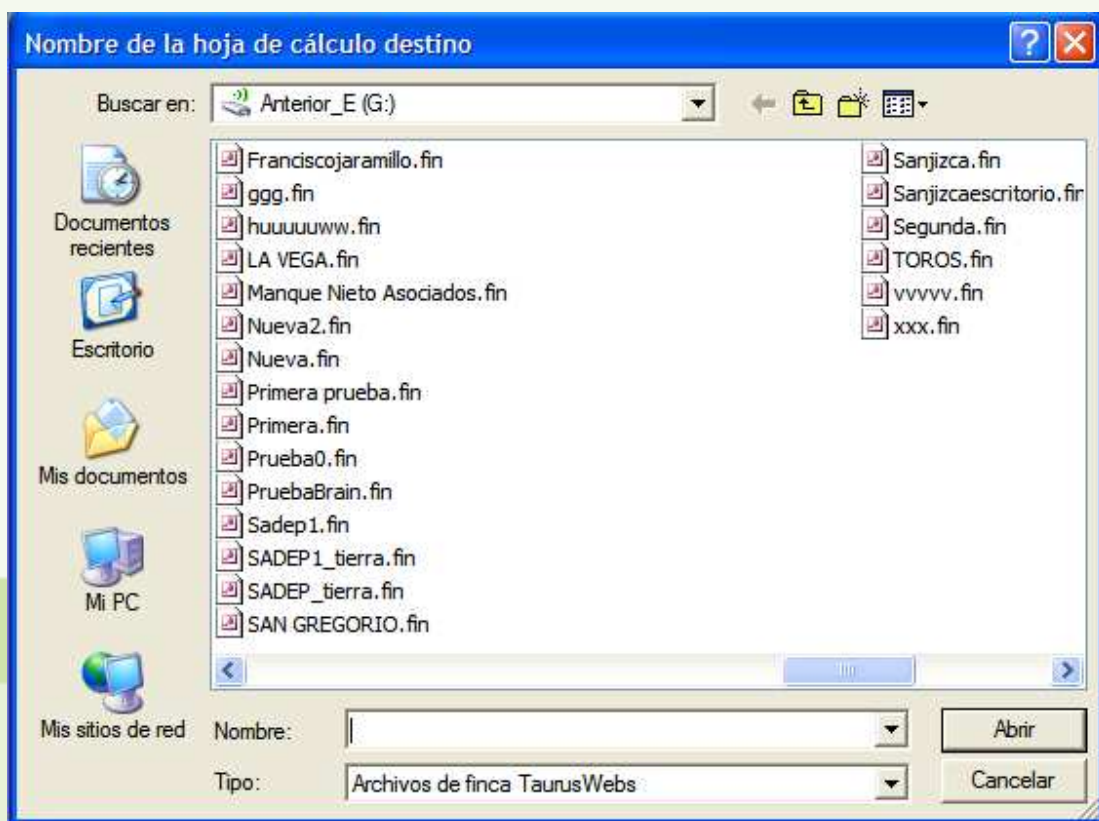 Nombre de la hoja de cálculo destino
Buscar en:
Anterior_E (G:)
Documentos
recientes
Escritorio
Mis documentos
Mi PC
Mis sitios de red
Franciscojaramillo.fin
ggg.fin
huuuuuww.fin
LA VEGA.fin
Manque Nieto Asociados.fin
Nueva2.fin
Nueva.fin
Primera prueba.fin
Primera.fin
Prueba0.fin
PruebaBrain.fin
Sadep1.fin
SADEP1_tierra.fin
SADEP_tierra.fin
SAN GREGORIO.fin
Sanjizca.fin
Sanjizcaescritorio.fin
Segunda.fin
TOROS.fin
vvvvv.fin
xxx.fin
Nombre:
Abrir
Tipo:
Archivos de finca TaurusWebs
Cancelar